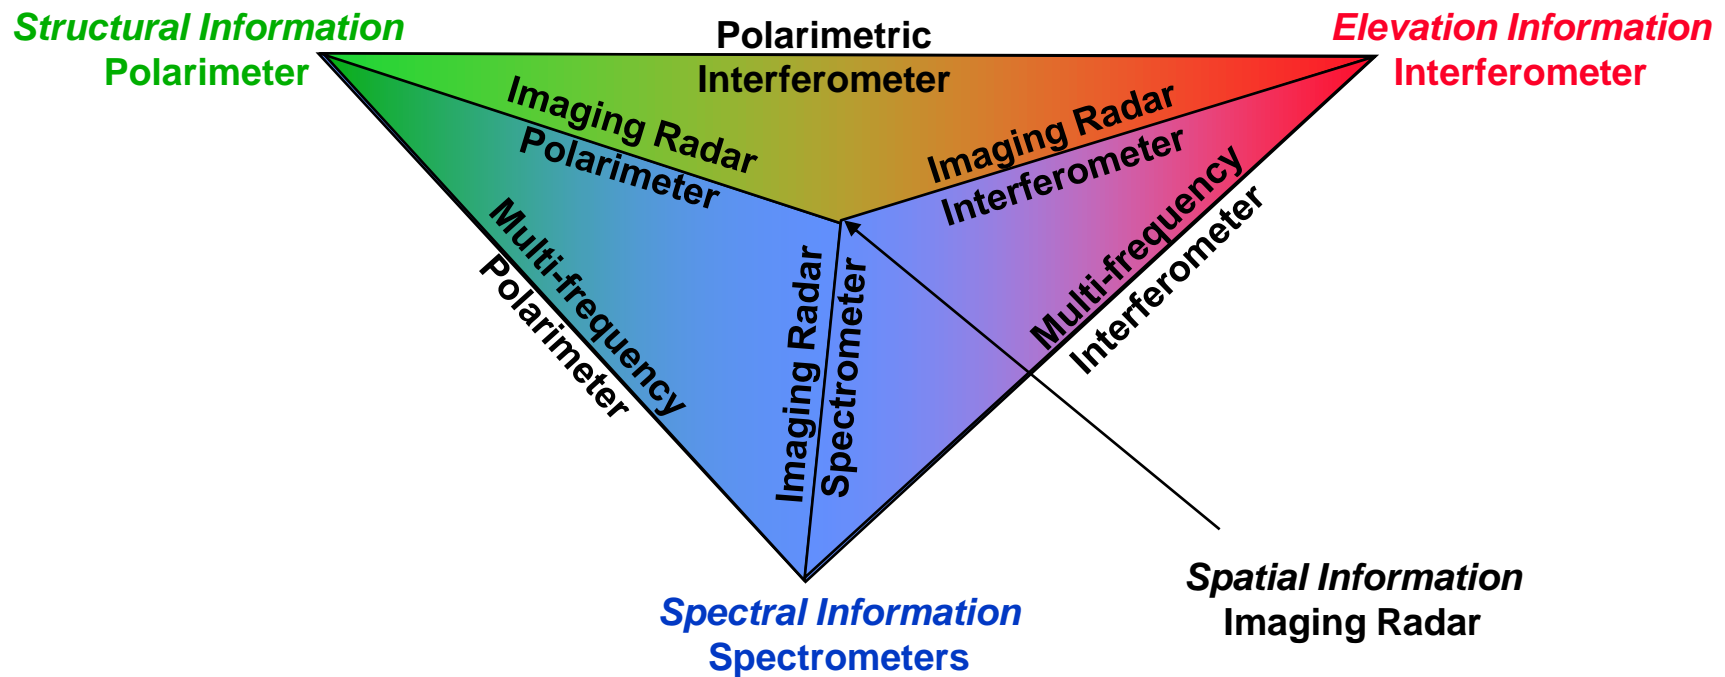 Structural Information
Polarimeter
Polarimetric
Interferometer
Elevation Information
Interferometer
Imaging Radar
Polarimeter
Imaging Radar
Interferometer
Multi-frequency
Polarimeter
Imaging Radar
Spectrometer
Multi-frequency
Interferometer
Spatial Information
Imaging Radar
Spectral Information
Spectrometers